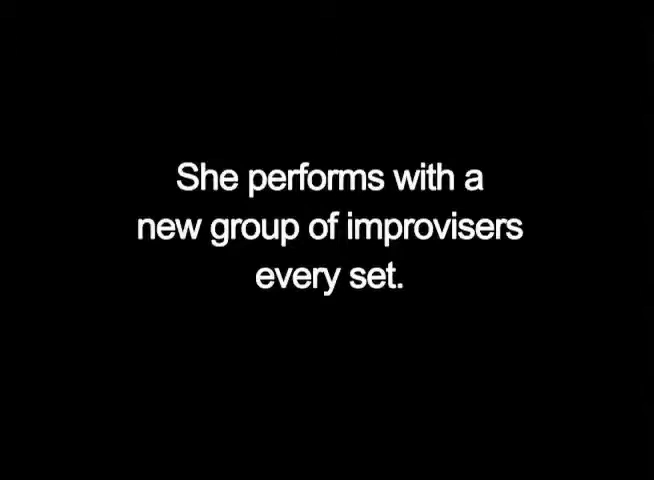 She performs with a
new group of improvisers
every set.